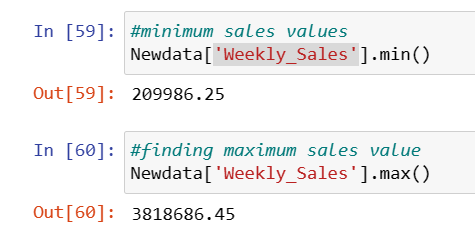 In [59]: #minimum sales values
Newdata['Weekly_Sales'].min()
Out[59]: 209986.25
In [60]: #finding maximum sales value
Newdata['Weekly_Sales'].max()
Out[60]: 3818686.45